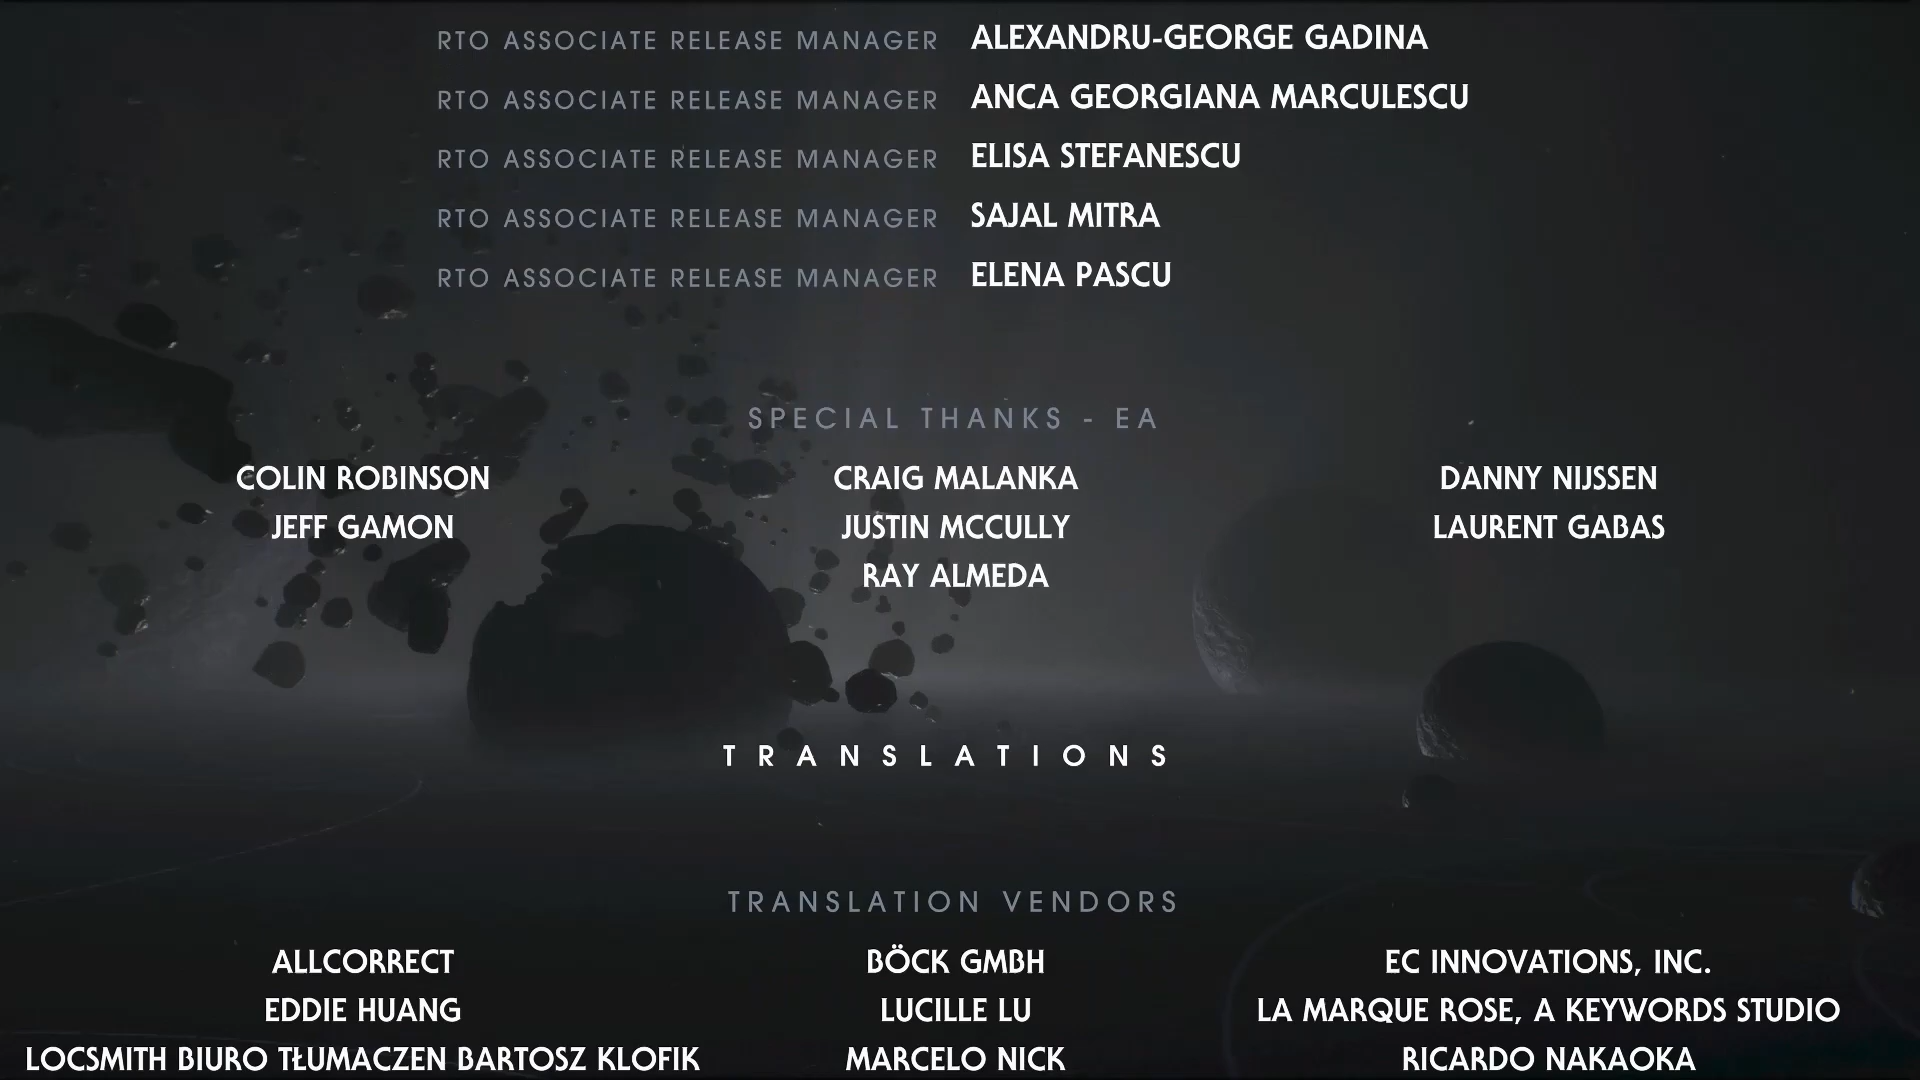 RTO ASSOCIATE RELEASE MANAGER ALEXANDRU-GEORGE GADINA
RTO ASSOCIATE RELEASE MANAGER ANCA GEORGIANA MARCULESCU
RTO ASSOCIATE RELEASE MANAGER ELISA STEFANESCU
RTO ASSOCIATE RELEASE MANAGER SAJAL MITRA
RTO ASSOCIATE RELEASE MANAGER ELENA PASCU
SPECIAL THANKS - EA
COLIN ROBINSON CRAIG MALANKA DANNY NIJSSEN
JEFF GAMON JUSTIN MCCULLY LAURENT GABAS
RAY ALMEDA
TRANSLATIONS
TRANSLATION VENDORS
ALLCORRECT BÖCK GMBH EC INNOVATIONS, INC.
EDDIE HUANG LUCILLE LU LA MARQUE ROSE, A KEYWORDS STUDIO
LOCSMITH BIURO TŁUMACZEN BARTOSZ KLOFIK MARCELO NICK RICARDO NAKAOKA